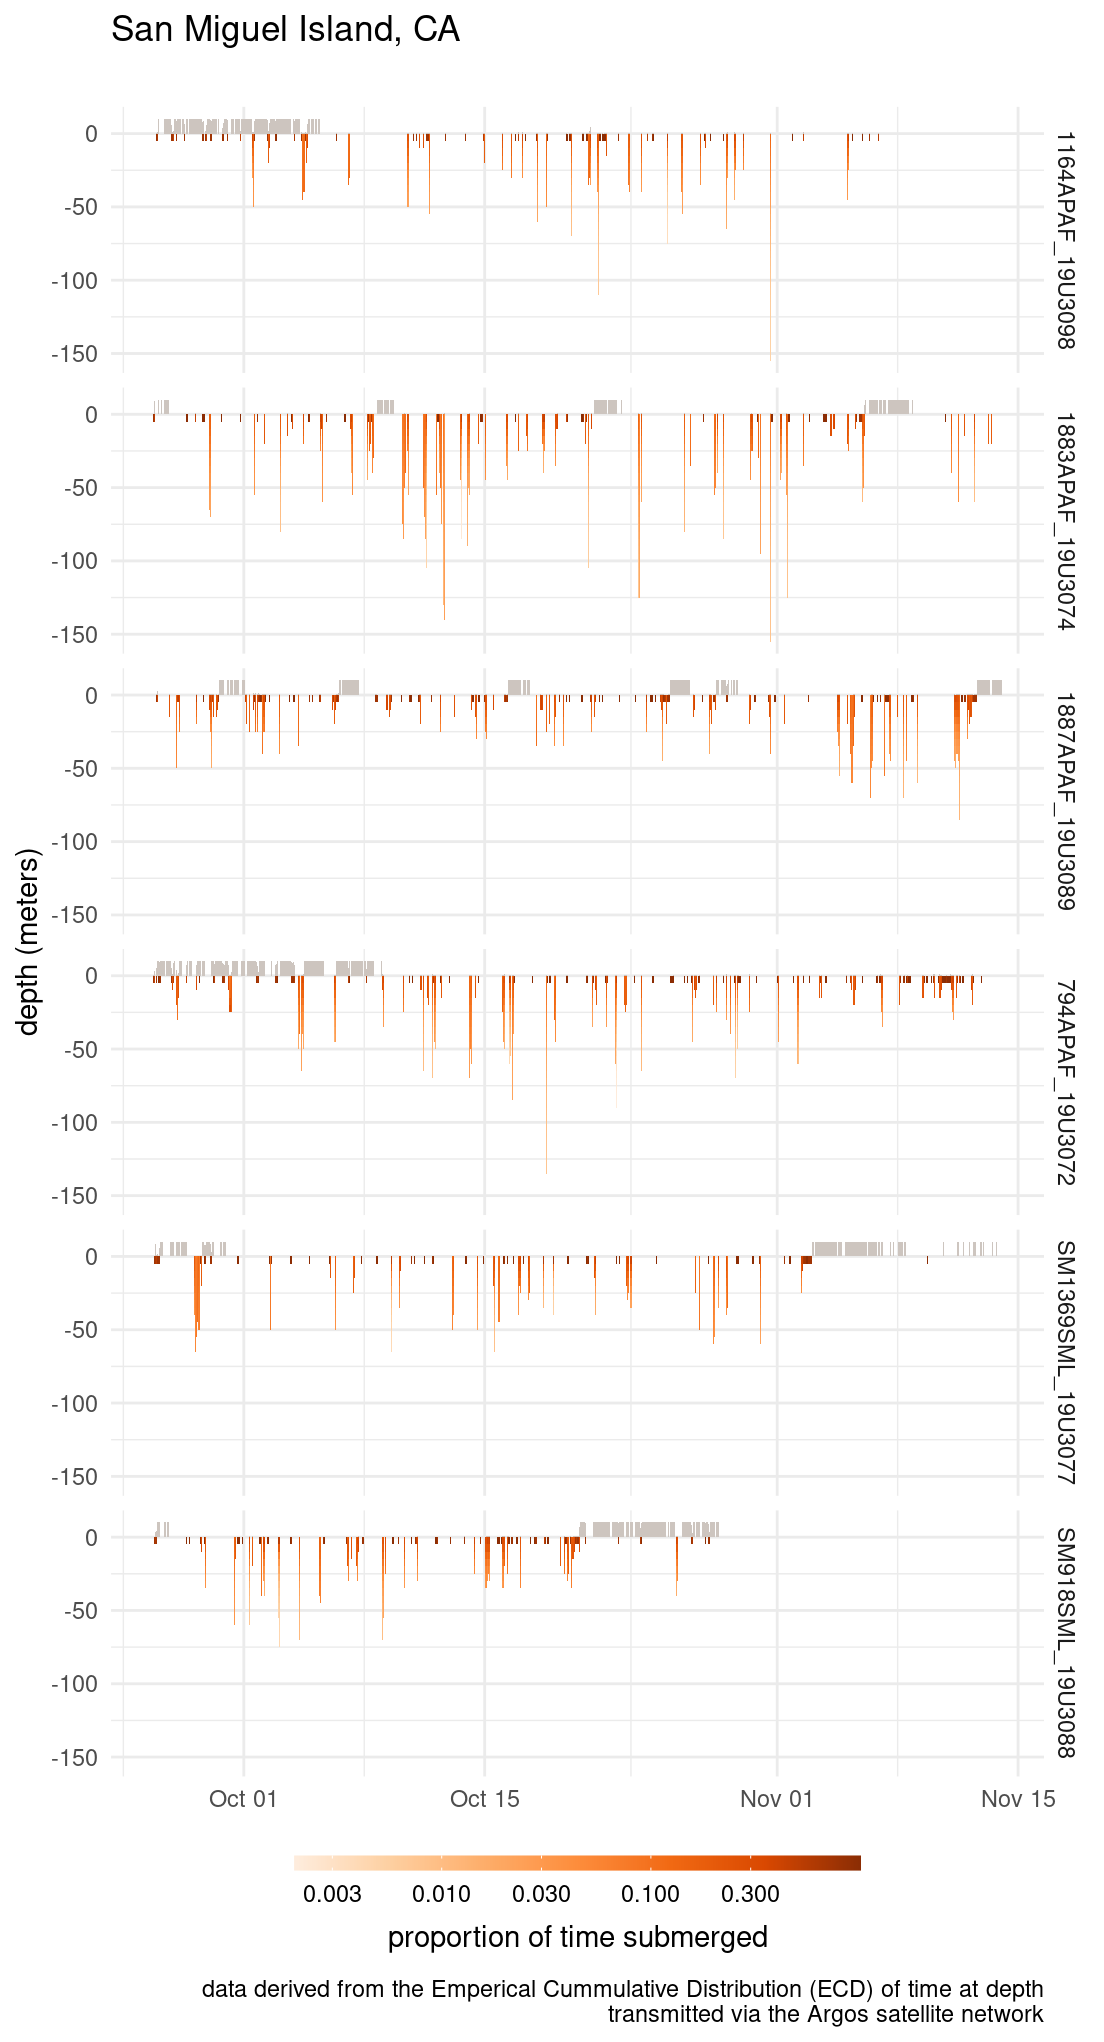 San Miguel Island, CA
0
-50
-100
-150
1164APAF_19U3098
0
-50
-100
-150
1883APAF_19U3074
0
-50
-100
-150
1887APAF_19U3089
depth (meters)
0
-50
-100
-150
794APAF_19U3072
0
-50
-100
-150
SM1369SML_19U3077
0
-50
-100
-150
SM918SML_19U3088
Oct 01 Oct 15 Nov 01 Nov 15
0.003 0.010 0.030 0.100 0.300
proportion of time submerged
data derived from the Emperical Cummulative Distribution (ECD) of time at depth
transmitted via the Argos satellite network